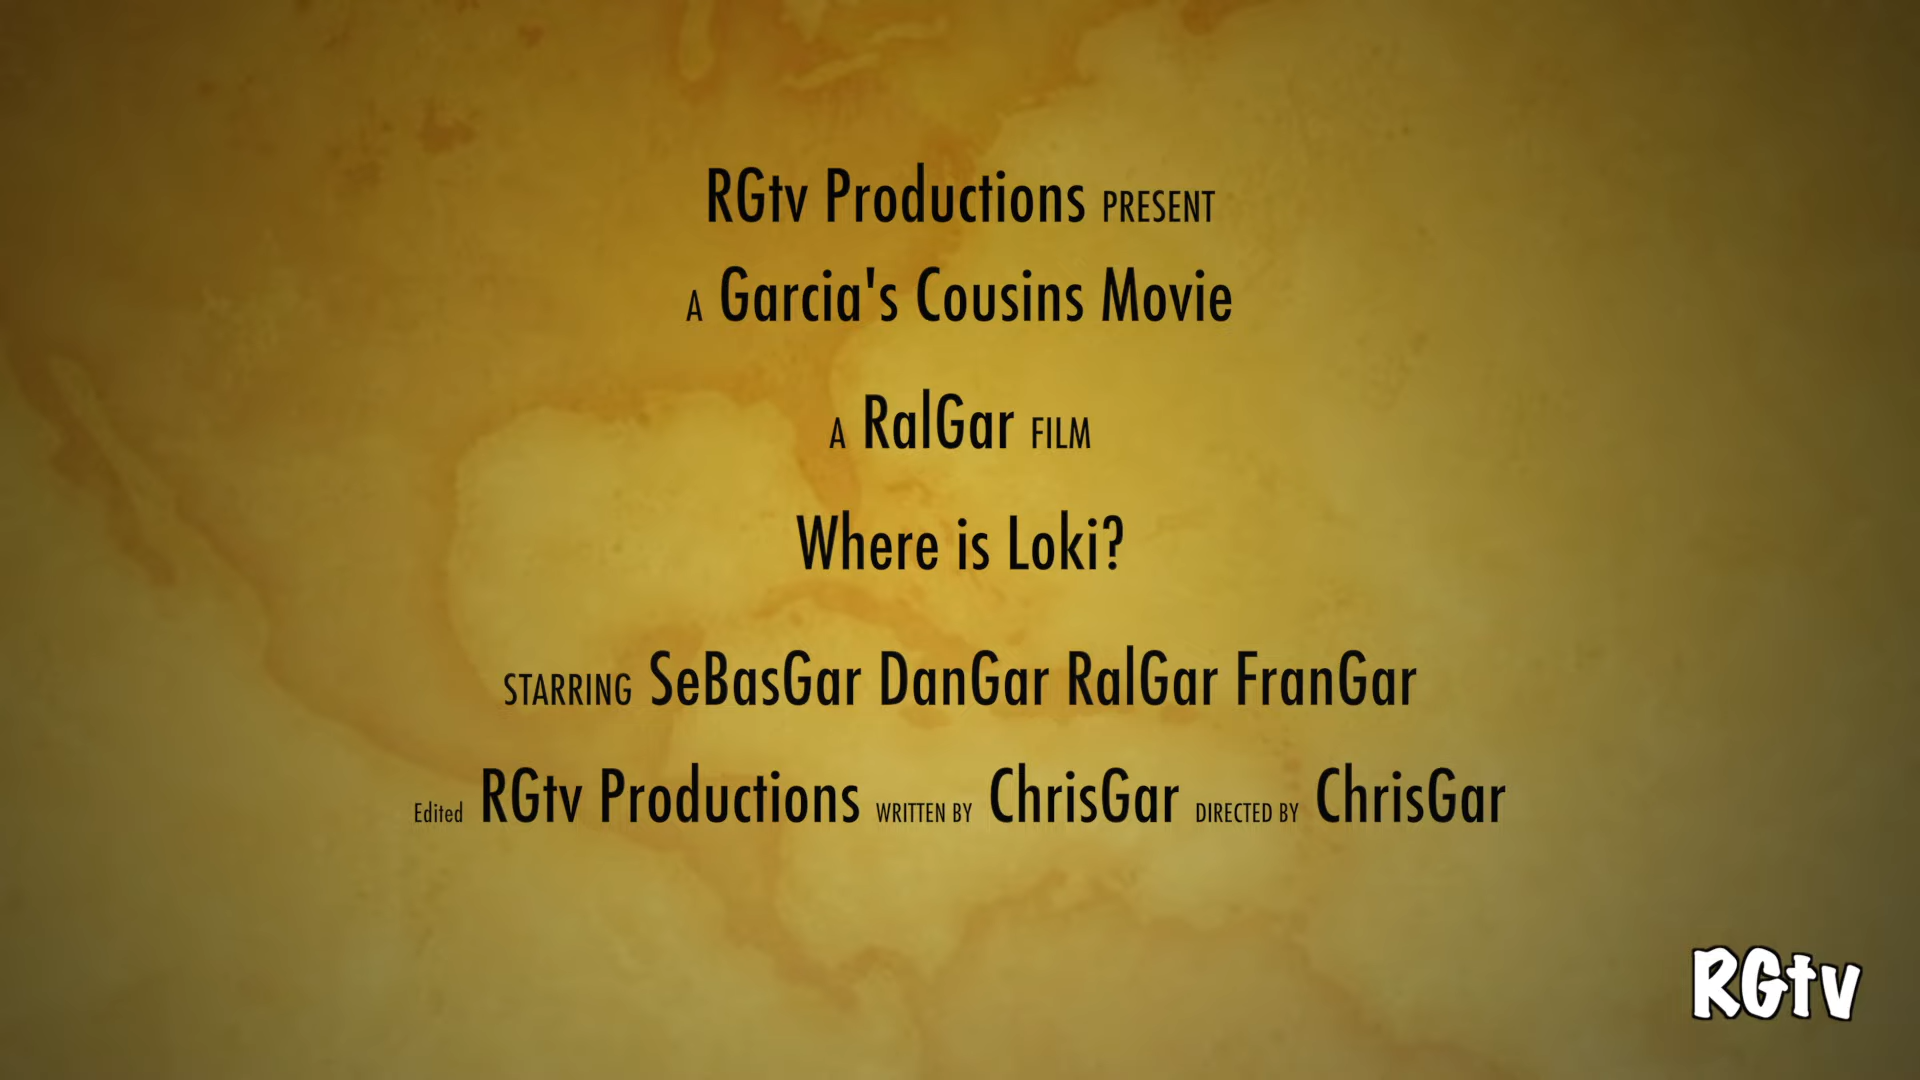 RGtv Productions PRESENT
A Garcia's Cousins Movie
A RalGar FILM
Where is Loki?
STARRING SeBasGar DanGar RalGar FranGar
Edited RGtv Productions WRITTEN BY ChrisGar DIRECTED BY ChrisGar
RGtv